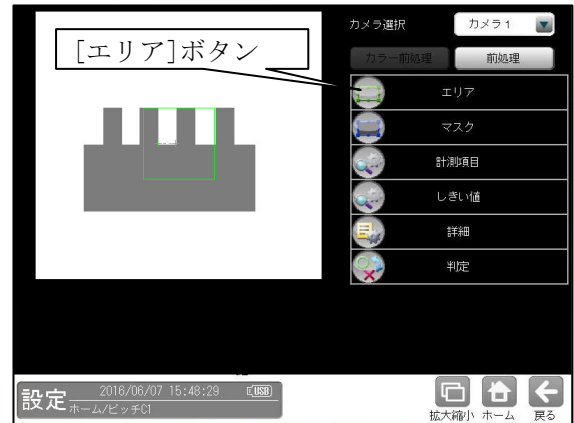 カメラ選択
カメラ1
[エリア]ボタン
カラー前処理
前処理
エリア
マスク
計測項目
しきい値
詳細
判定
設定
2016/06/07 15:48:29
USB
ホーム/ピッチC1
拡大縮小
ホーム
戻る